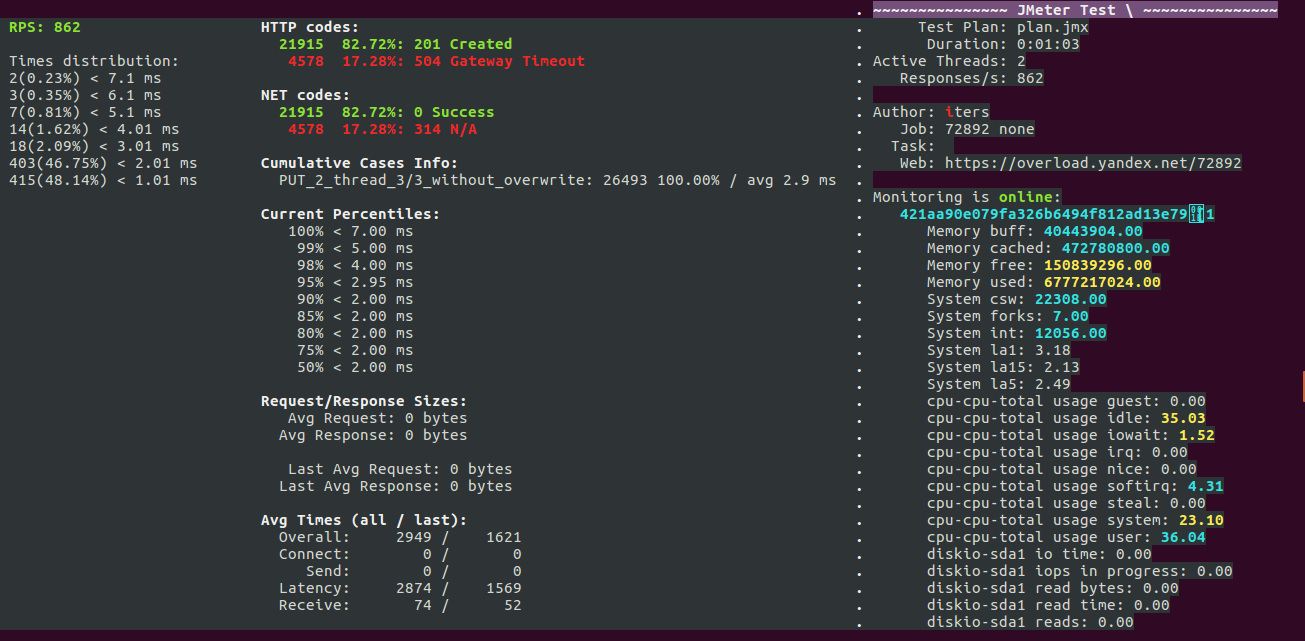 RPS: 862
Times distribution:
2(0.23%) < 7.1 ms
3(0.35%) < 6.1 ms
7(0.81%) < 5.1 ms
14(1.62%) < 4.01 ms
18(2.09%) < 3.01 ms
403(46.75%) < 2.01 ms
415(48.14%) < 1.01 ms
HTTP codes:
21915 82.72%: 201 Created
4578 17.28%: 504 Gateway Timeout
NET codes:
21915 82.72%: 0 Success
4578 17.28%: 314 N/A
Cumulative Cases Info:
PUT_2_thread_3/3_without_overwrite: 26493 100.00% / avg 2.9 ms
Current Percentiles:
100% < 7.00 ms
99% < 5.00 ms
98% < 4.00 ms
95% < 2.95 ms
90% < 2.00 ms
85% < 2.00 ms
80% < 2.00 ms
75% < 2.00 ms
50% < 2.00 ms
Request/Response Sizes:
Avg Request: 0 bytes
Avg Response: 0 bytes
Last Avg Request: 0 bytes
Last Avg Response: 0 bytes
Avg Times (all / last):
Overall: 2949 / 1621
Connect: 0 / 0
Send: 0 / 0
Latency: 2874 / 1569
Receive: 74 / 52
~~~~~~~~~~~~~~~ JMeter Test \ ~~~~~~~~~~~~~~~
Test Plan: plan.jmx
Duration: 0:01:03
Active Threads: 2
Responses/s: 862
Author: iters
Job: 72892 none
Task:
Web: https://overload.yandex.net/72892
Monitoring is online:
421aa90e079fa326b6494f812ad13e79 1
Memory buff: 40443904.00
Memory cached: 472780800.00
Memory free: 150839296.00
Memory used: 6777217024.00
System csw: 22308.00
System forks: 7.00
System int: 12056.00
System la1: 3.18
System la15: 2.13
System la5: 2.49
cpu-cpu-total usage guest: 0.00
cpu-cpu-total usage idle: 35.03
cpu-cpu-total usage iowait: 1.52
cpu-cpu-total usage irq: 0.00
cpu-cpu-total usage nice: 0.00
cpu-cpu-total usage softirq: 4.31
cpu-cpu-total usage steal: 0.00
cpu-cpu-total usage system: 23.10
cpu-cpu-total usage user: 36.04
diskio-sda1 io time: 0.00
diskio-sda1 iops in progress: 0.00
diskio-sda1 read bytes: 0.00
diskio-sda1 read time: 0.00
diskio-sda1 reads: 0.00